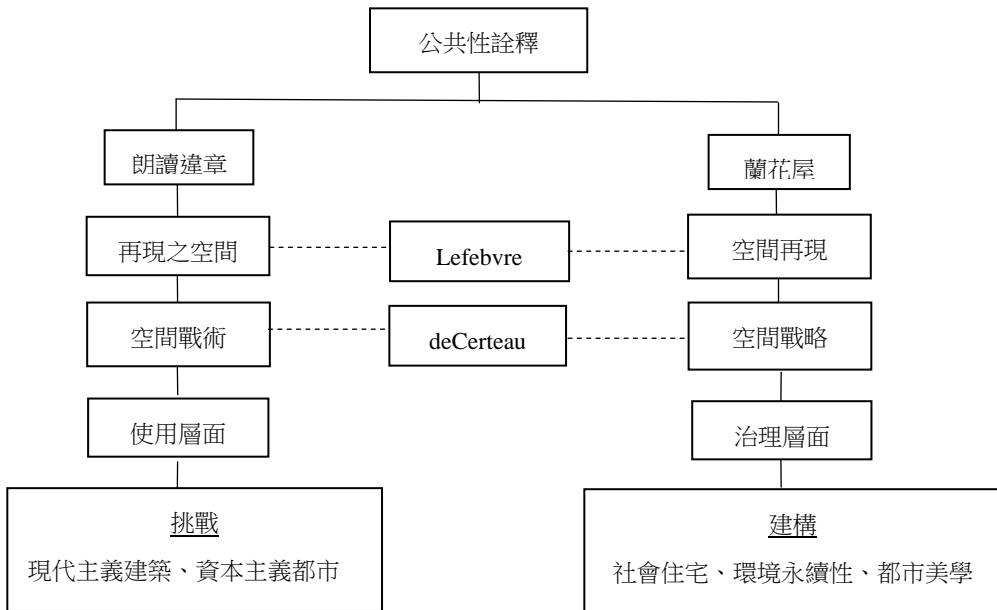 公共性詮釋
朗讀違章
蘭花屋
再現之空間
Lefebvre
空間再現
空間戰術
deCerteau
空間戰略
使用層面
治理層面
挑戰
現代主義建築、資本主義都市
建構
社會住宅、環境永續性、都市美學